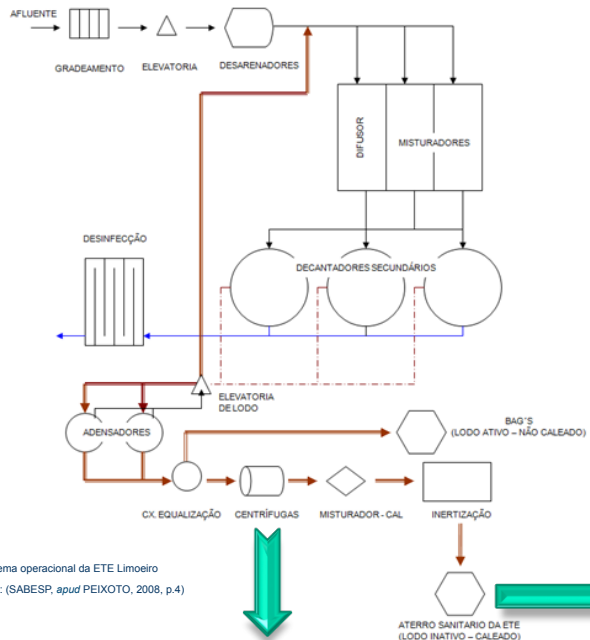 AFLUENTE
GRADEAMENTO
ELEVATORIA
DESARENADORES
DIFUSOR
MISTURADORES
DESINFECÇÃO
DECANTADORES SECUNDÁRIOS
ELEVATORIA
DE LODO
ADENSADORES
BAG´S
(LODO ATIVO – NÃO CALEADO)
CX. EQUALIZAÇÃO
CENTRÍFUGAS
MISTURADOR - CAL
INERTIZAÇÃO
ema operacional da ETE Limoeiro
: (SABESP, apud PEIXOTO, 2008, p.4)
ATERRO SANITARIO DA ETE
(LODO INATIVO – CALEADO)